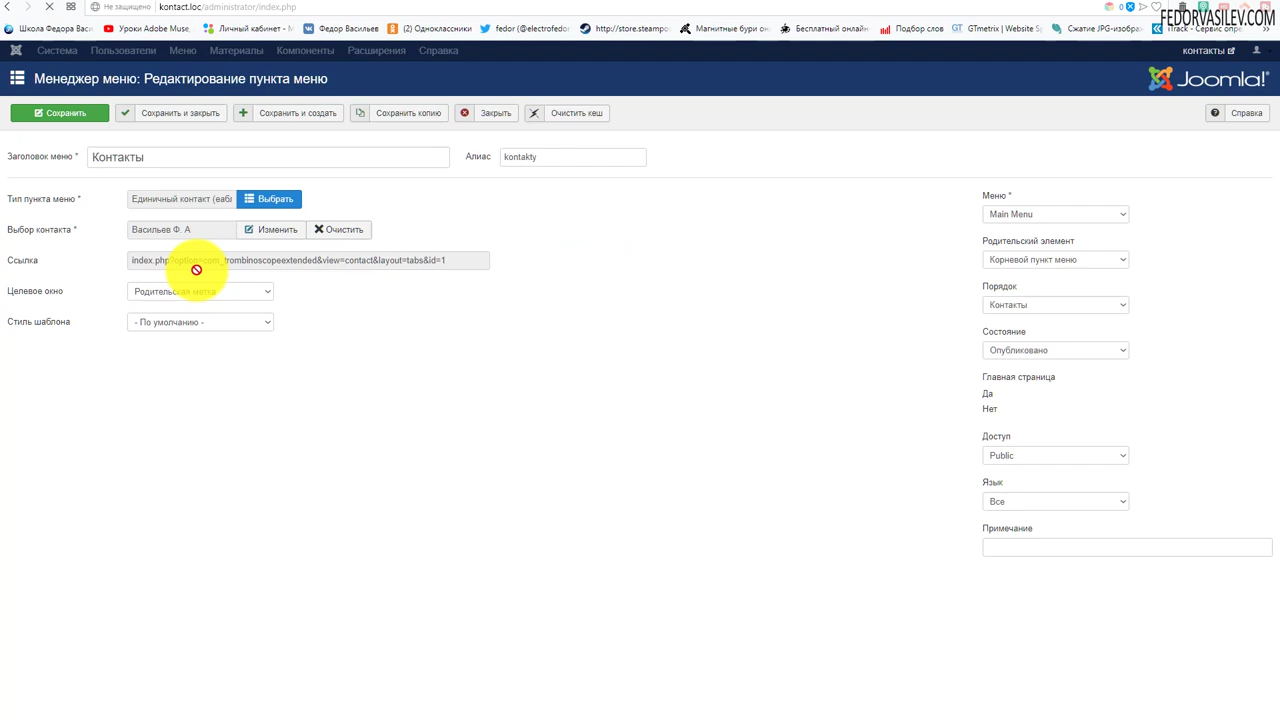 kontact.loc/administrator/index.php
Не защищено
0
FEDORVASILEV.COM
Школа Федора Васи.
Уроки Adobe Muse,
Личный кабинет - M
Федор Васильев
(2) Одноклассники
fedor (@electrofedor
http://store.steampo
Магнитные бури он
Бесплатный онлайн
Подбор слов
GTmetrix | Website S
Сжатие JPG-изображ
iTrack - Сервис опре
Система Пользователи Меню Материалы Компоненты Расширения Справка контакты
Менеджер меню: Редактирование пункта меню Joomla!
Сохранить Сохранить и закрыть Сохранить и создать Сохранить копию Закрыть Очистить кеш Справка
Заголовок меню * Контакты Алиас kontakty
Тип пункта меню * Единичный контакт (еабл Выбрать
Выбор контакта * Васильев Ф. А Изменить Очистить
Ссылка index.php?option=com_trombinoscopeextended&view=contact&layout=tabs&id=1
Целевое окно Родительская метка
Стиль шаблона - По умолчанию -
Меню *
Main Menu
Родительский элемент
Корневой пункт меню
Порядок
Контакты
Состояние
Опубликовано
Главная страница
Да
Нет
Доступ
Public
Язык
Все
Примечание